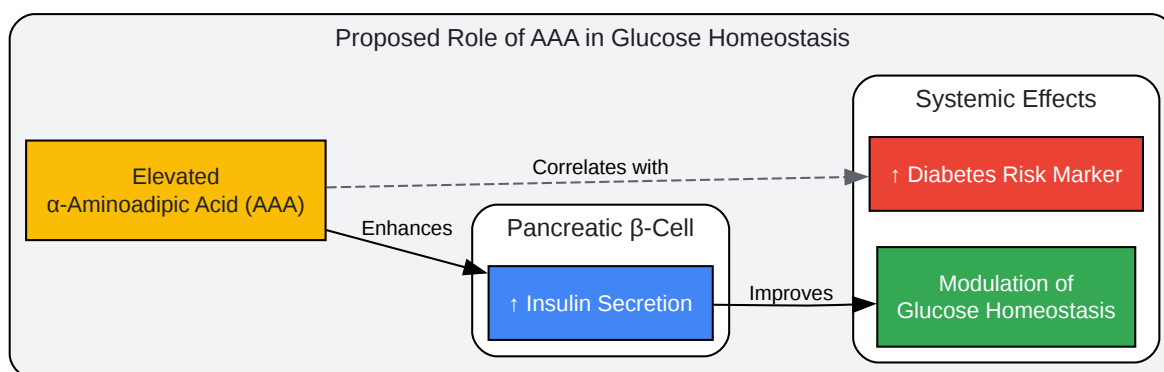 Proposed Role of AAA in Glucose Homeostasis
Systemic Effects
Elevated
α-Aminoadipic Acid (AAA)
Correlates with
↑ Diabetes Risk Marker
Enhances
Pancreatic β-Cell
↑ Insulin Secretion
Improves
Modulation of
Glucose Homeostasis